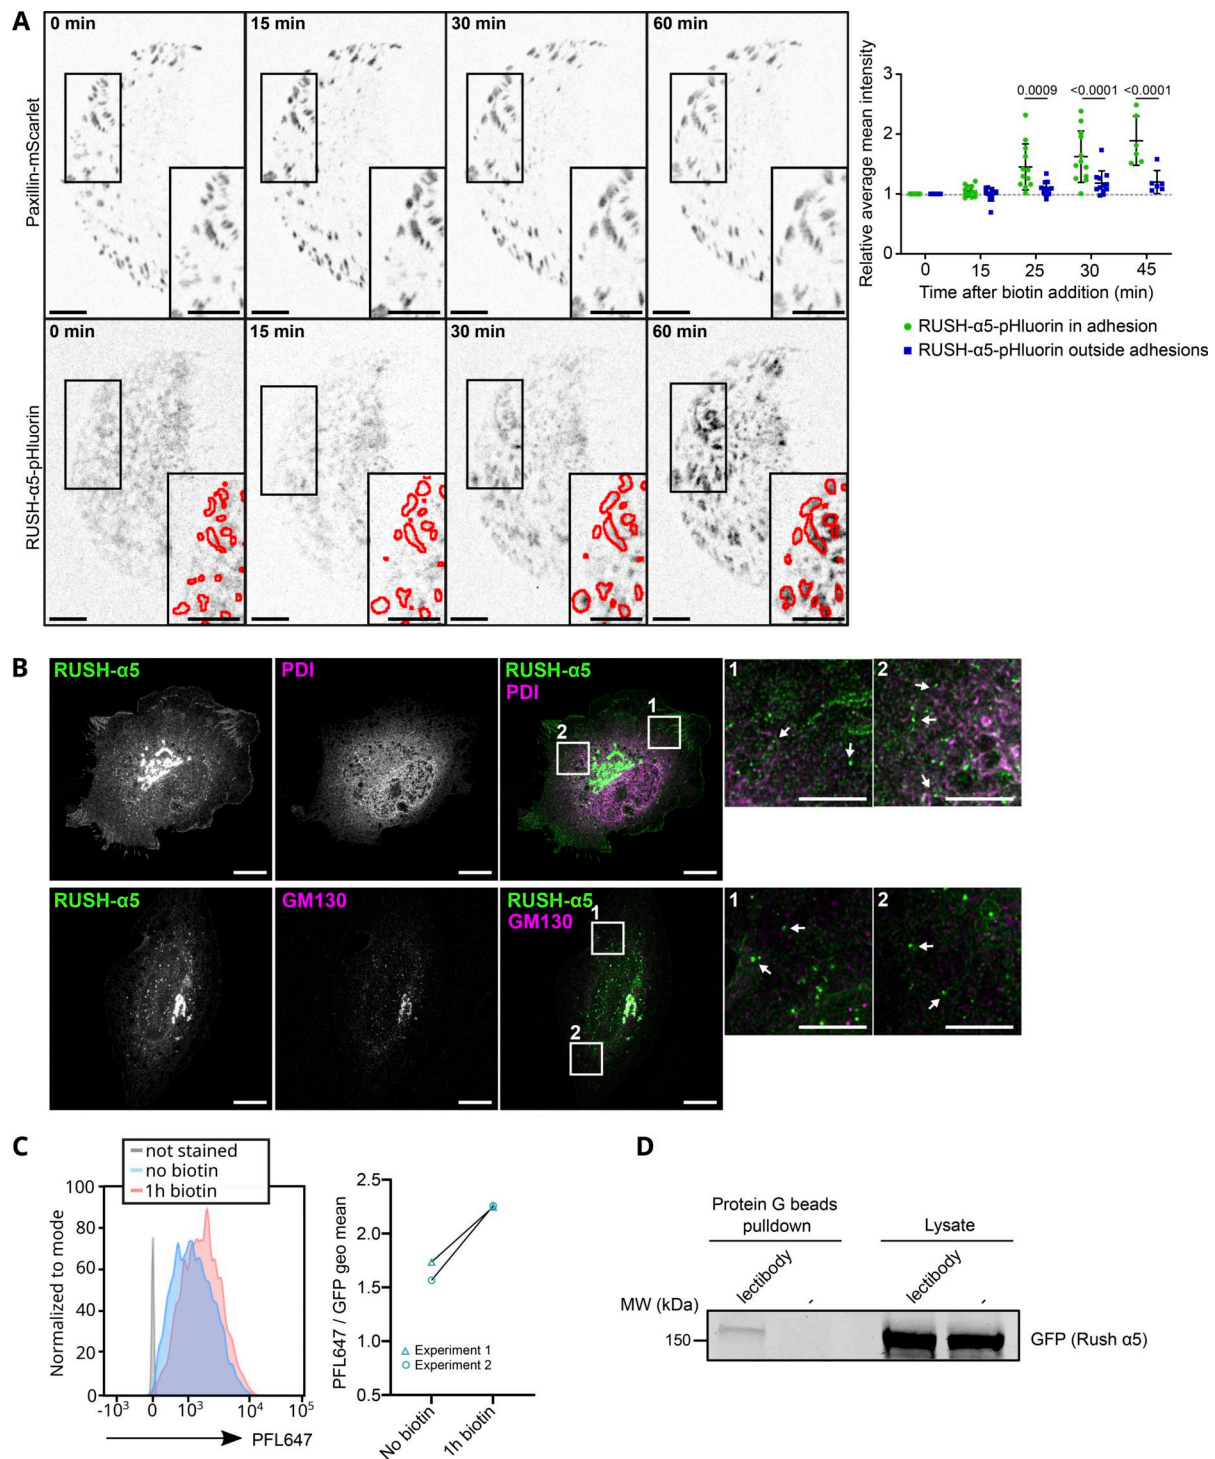 A
0 min
15 min
30 min
60 min
Paxillin-mScarlet
0 min
15 min
30 min
60 min
RUSH-α5-pHluorin
Relative average mean intensity
3
2
1
0
0.0009
<0.0001
<0.0001
0
15
25
30
45
Time after biotin addition (min)
RUSH-α5-pHluorin in adhesion
RUSH-α5-pHluorin outside adhesions
B
RUSH-α5
PDI
RUSH-α5
PDI
1
2
1
2
RUSH-α5
GM130
RUSH-α5
GM130
1
2
1
2
C
not stained
no biotin
1h biotin
Normalized to mode
100
80
60
40
20
0
-10³
0
10³
10⁴
10⁵
PFL647
PFL647 / GFP geo mean
2.5
2.0
1.5
1.0
0.5
Experiment 1
Experiment 2
No biotin
1h biotin
D
Protein G beads
pulldown
Lysate
lectibody
-
lectibody
-
MW (kDa)
150
GFP (Rush α5)